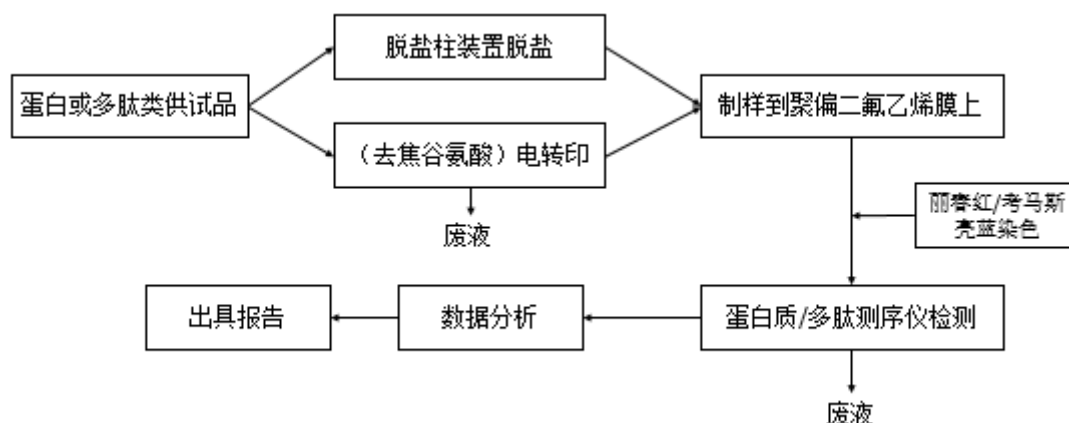 脱盐柱装置脱盐
蛋白或多肽类供试品
制样到聚偏二氟乙烯膜上
（去焦谷氨酸）电转印
丽春红/考马斯
亮蓝染色
废液
出具报告
数据分析
蛋白质/多肽测序仪检测
废液